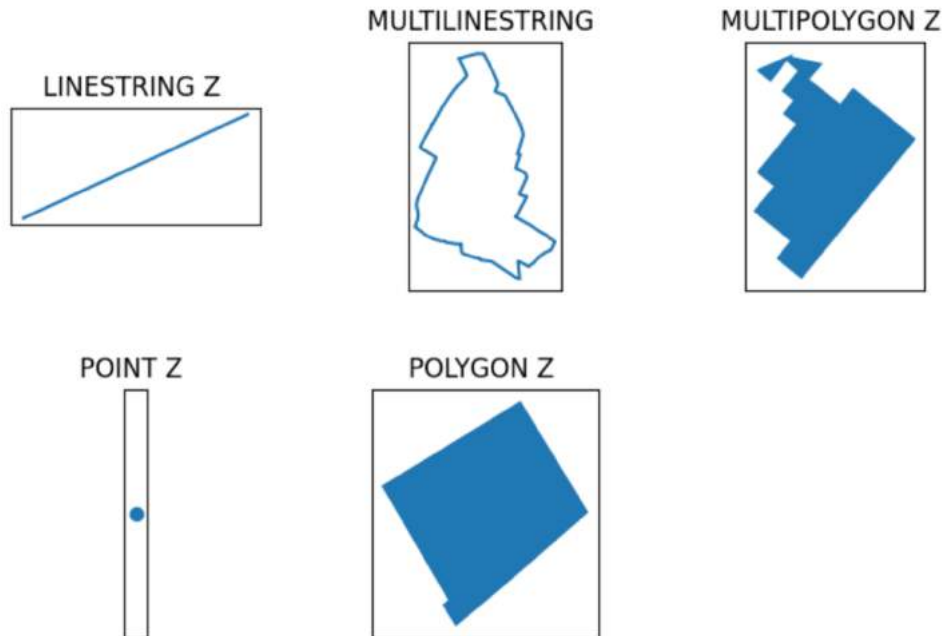 LINESTRING Z
MULTILINESTRING
MULTIPOLYGON Z
POINT Z
POLYGON Z